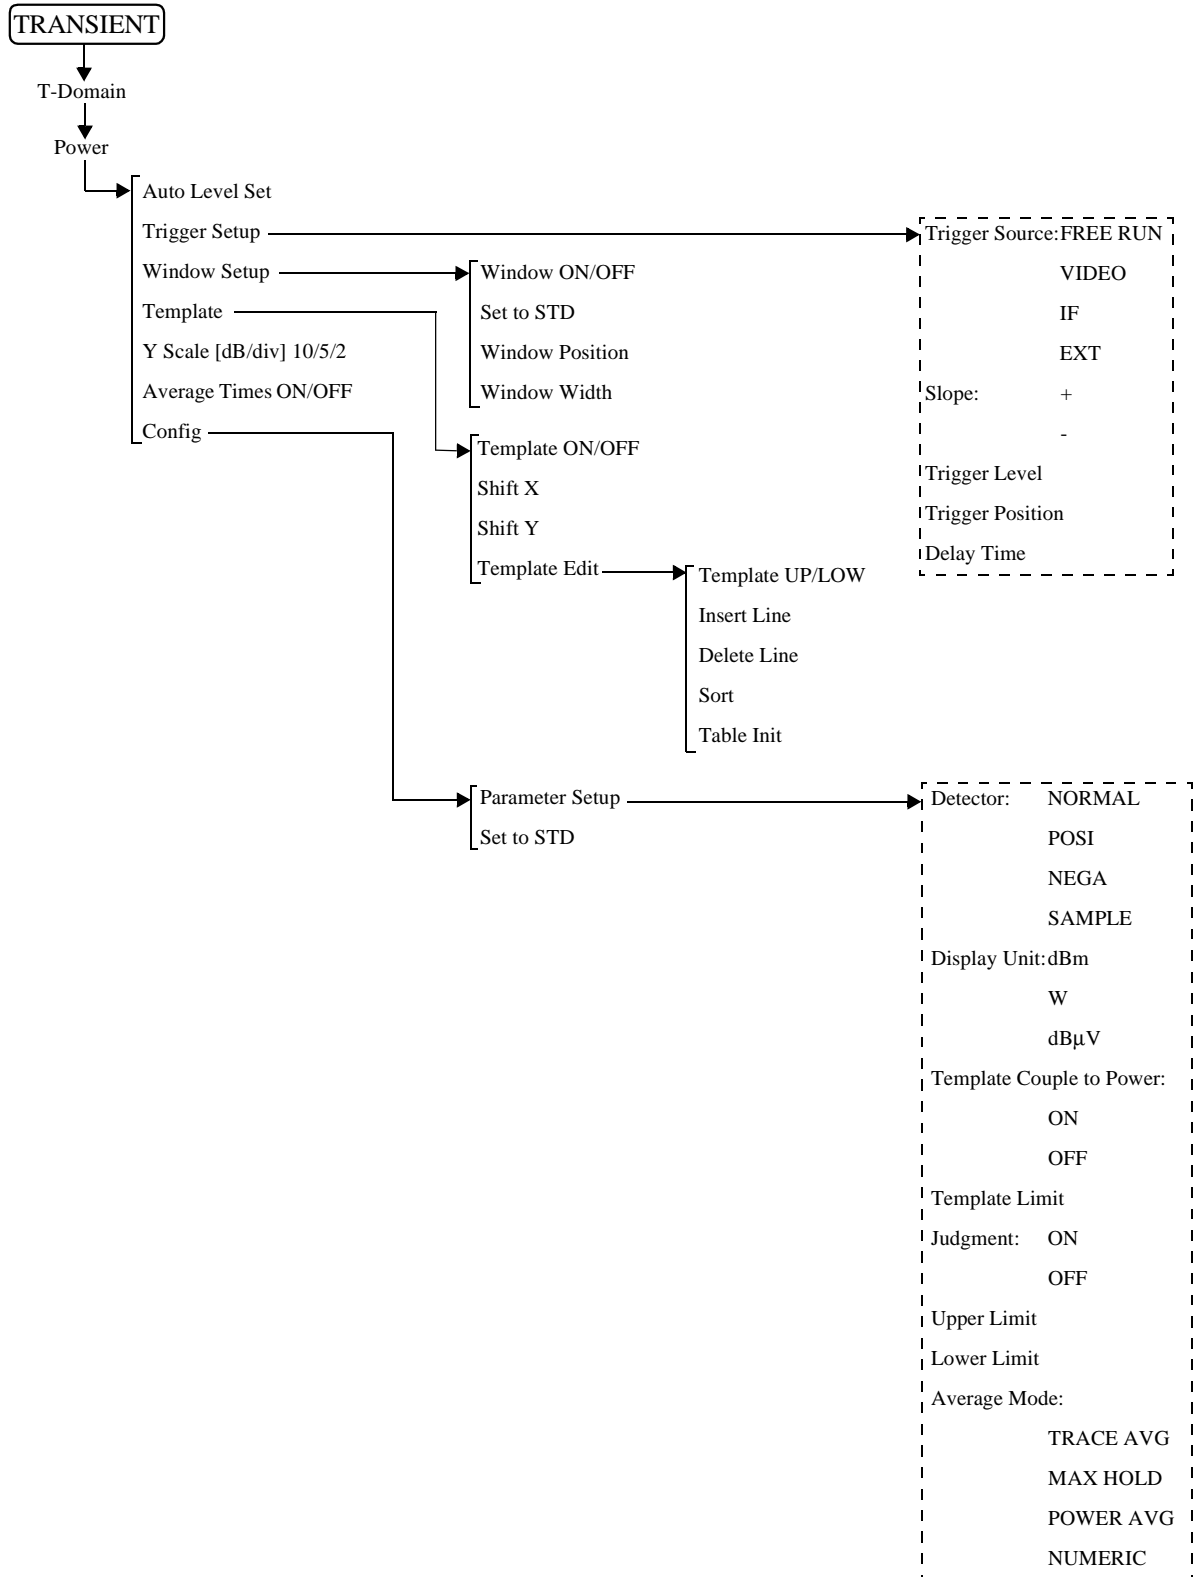 TRANSIENT
T-Domain
Power
Auto Level Set
Trigger Setup
Window Setup
Template
Y Scale [dB/div] 10/5/2
Average Times ON/OFF
Config
Window ON/OFF
Set to STD
Window Position
Window Width
Template ON/OFF
Shift X
Shift Y
Template Edit
Template UP/LOW
Insert Line
Delete Line
Sort
Table Init
Trigger Source:FREE RUN
VIDEO
IF
EXT
Slope: +
-
Trigger Level
Trigger Position
Delay Time
Parameter Setup
Set to STD
Detector: NORMAL
POSI
NEGA
SAMPLE
Display Unit:dBm
W
dBμV
Template Couple to Power:
ON
OFF
Template Limit
Judgment: ON
OFF
Upper Limit
Lower Limit
Average Mode:
TRACE AVG
MAX HOLD
POWER AVG
NUMERIC